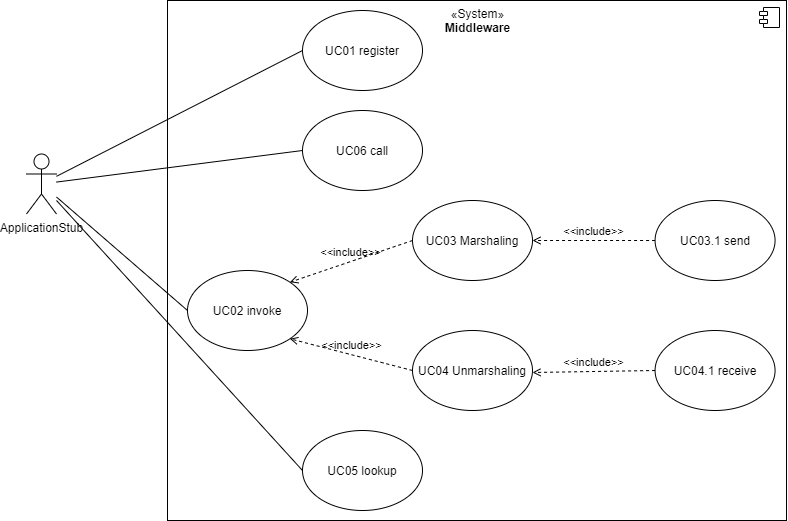 «System»
Middleware
UC01 register
UC06 call
ApplicationStub
UC03 Marshaling
<<include>>
UC03.1 send
<<include>>
UC02 invoke
<<include>>
UC04 Unmarshaling
<<include>>
UC04.1 receive
UC05 lookup